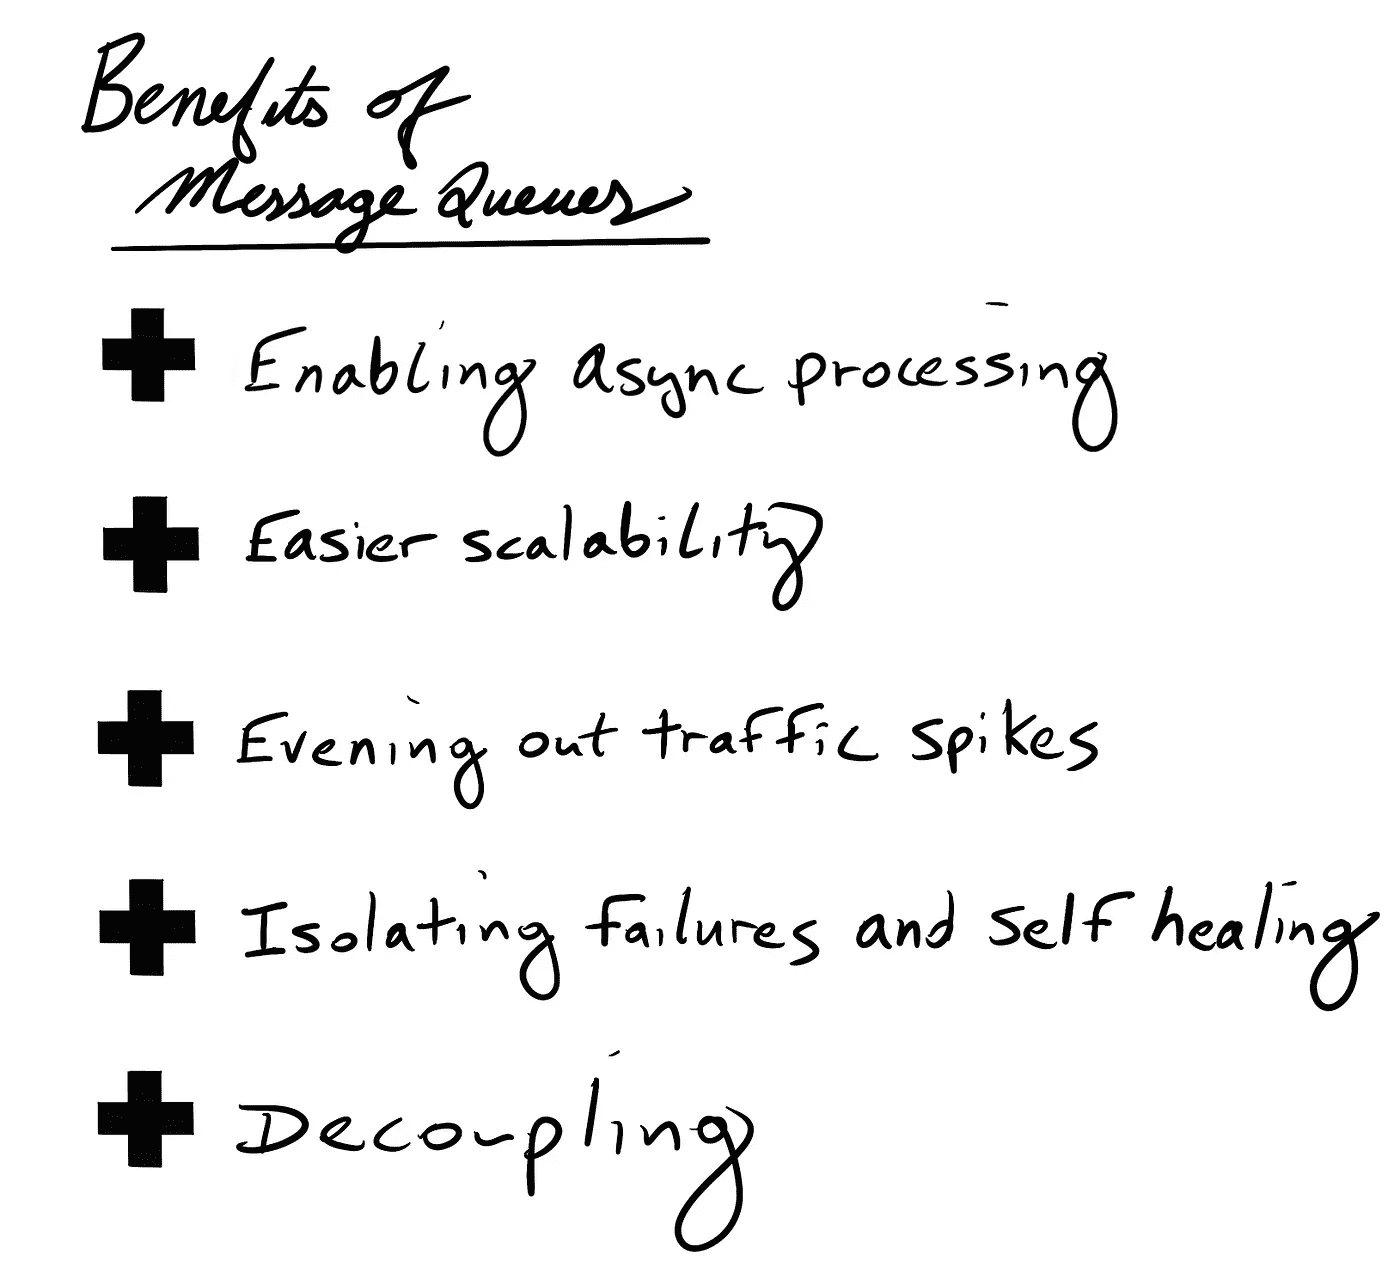 Benefits of
Message Queues
Enabling async processing
Easier scalability
Evening out traffic spikes
Isolating failures and self healing
Decoupling